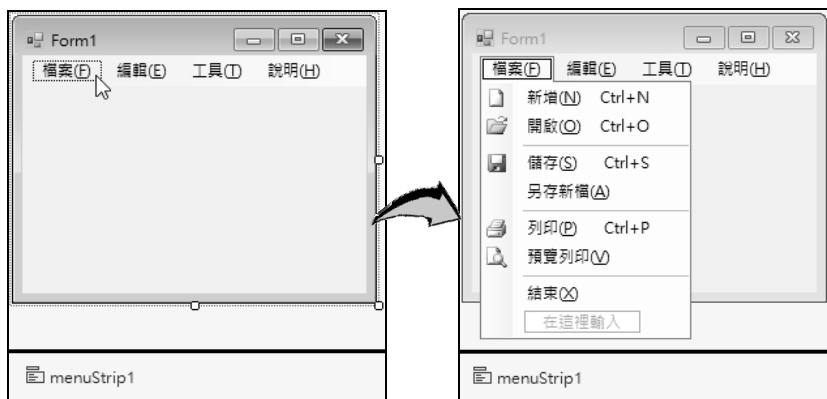 Form1
檔案(F) 編輯(E) 工具(T) 說明(H)
menuStrip1
Form1
檔案(F) 編輯(E) 工具(T) 說明(H)
新增(N) Ctrl+N
開啟(O) Ctrl+O
儲存(S) Ctrl+S
另存新檔(A)
列印(P) Ctrl+P
預覽列印(V)
結束(X)
在這裡輸入
menuStrip1